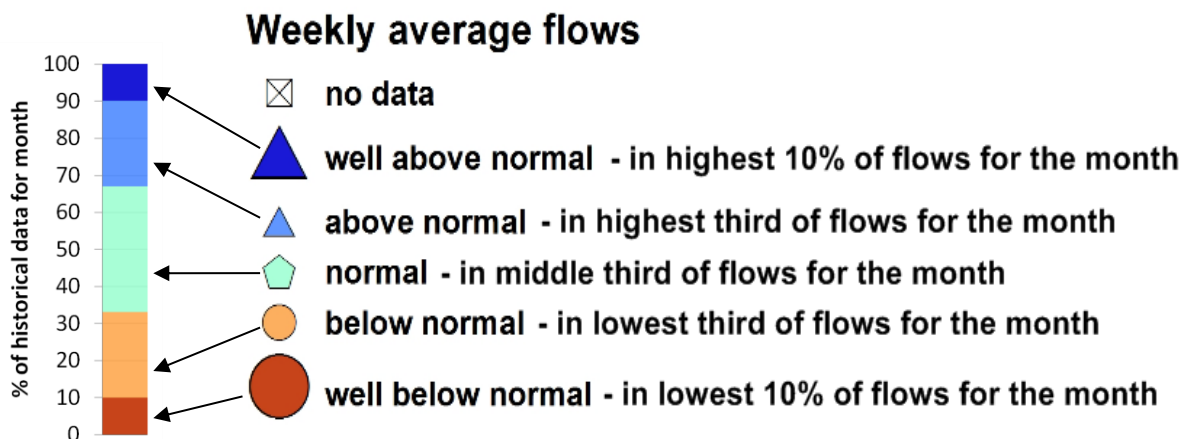 Weekly average flows
% of historical data for month
100
90
80
70
60
50
40
30
20
10
0
no data
well above normal - in highest 10% of flows for the month
above normal - in highest third of flows for the month
normal - in middle third of flows for the month
below normal - in lowest third of flows for the month
well below normal - in lowest 10% of flows for the month